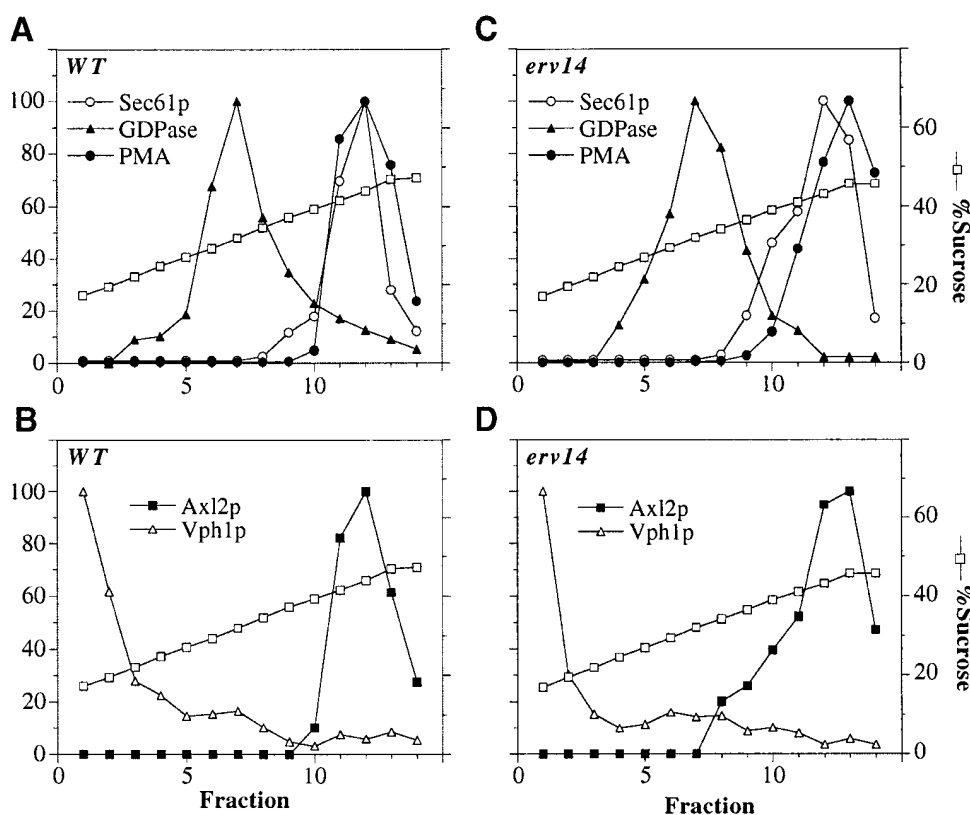 A
WT
Sec61p
GDPase
PMA
100
80
60
40
20
0
0
5
10
C
erv14
Sec61p
GDPase
PMA
60
40
20
0
%Sucrose
0
5
10
B
WT
Axl2p
Vph1p
100
80
60
40
20
0
0
5
10
Fraction
D
erv14
Axl2p
Vph1p
60
40
20
0
%Sucrose
0
5
10
Fraction